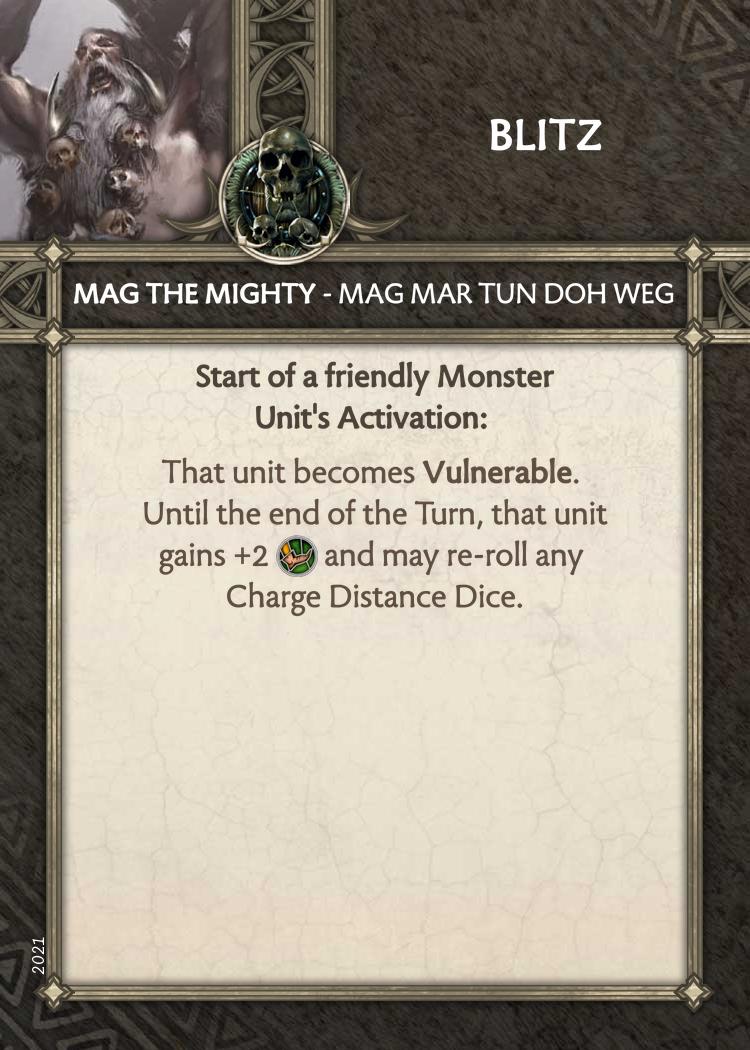 BLITZ
MAG THE MIGHTY - MAG MAR TUN DOH WEG
Start of a friendly Monster
Unit's Activation:
That unit becomes Vulnerable.
Until the end of the Turn, that unit
gains +2 and may re-roll any
Charge Distance Dice.
2021